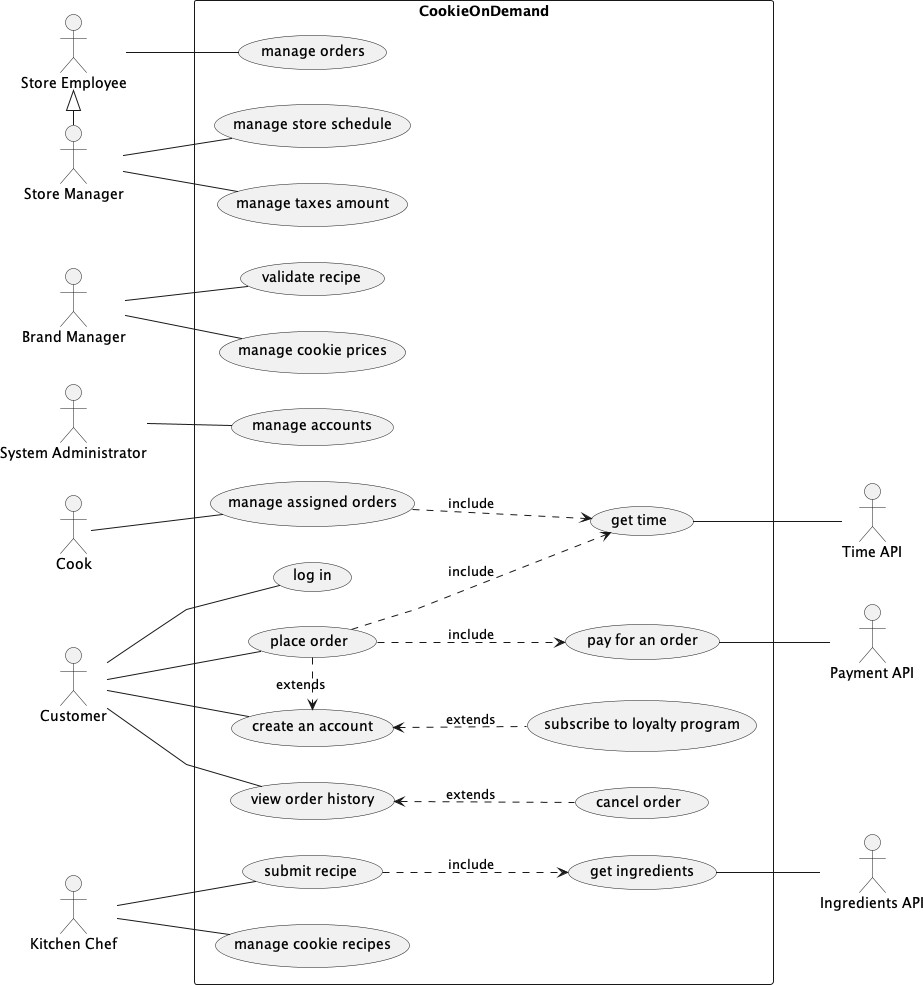 CookieOnDemand
manage orders
Store Employee
manage store schedule
Store Manager
manage taxes amount
validate recipe
Brand Manager
manage cookie prices
manage accounts
System Administrator
manage assigned orders
include
get time
Time API
Cook
log in
include
place order
include
pay for an order
Payment API
extends
Customer
create an account
extends
subscribe to loyalty program
view order history
extends
cancel order
submit recipe
include
get ingredients
Ingredients API
Kitchen Chef
manage cookie recipes